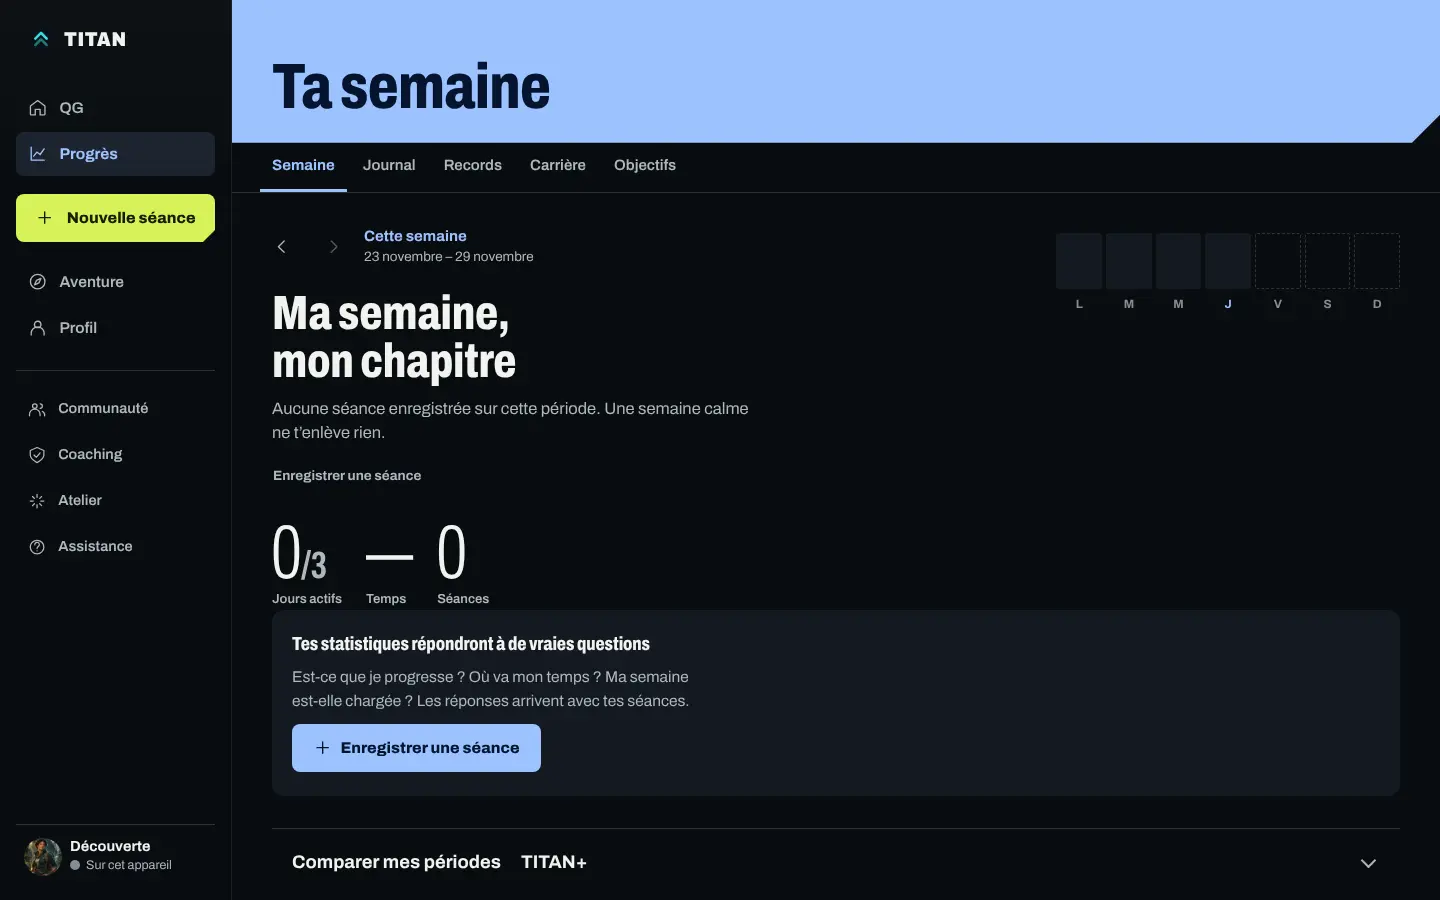 TITAN
QG
Progrès
Nouvelle séance
Aventure
Profil
Communauté
Coaching
Atelier
Assistance
Découverte
Sur cet appareil
Ta semaine
Semaine
Journal
Records
Carrière
Objectifs
Cette semaine
23 novembre – 29 novembre
L
M
M
J
V
S
D
Ma semaine,
mon chapitre
Aucune séance enregistrée sur cette période. Une semaine calme
ne t’enlève rien.
Enregistrer une séance
0/3
—
0
Jours actifs
Temps
Séances
Tes statistiques répondront à de vraies questions
Est-ce que je progresse ? Où va mon temps ? Ma semaine
est-elle chargée ? Les réponses arrivent avec tes séances.
Enregistrer une séance
Comparer mes périodes
TITAN+